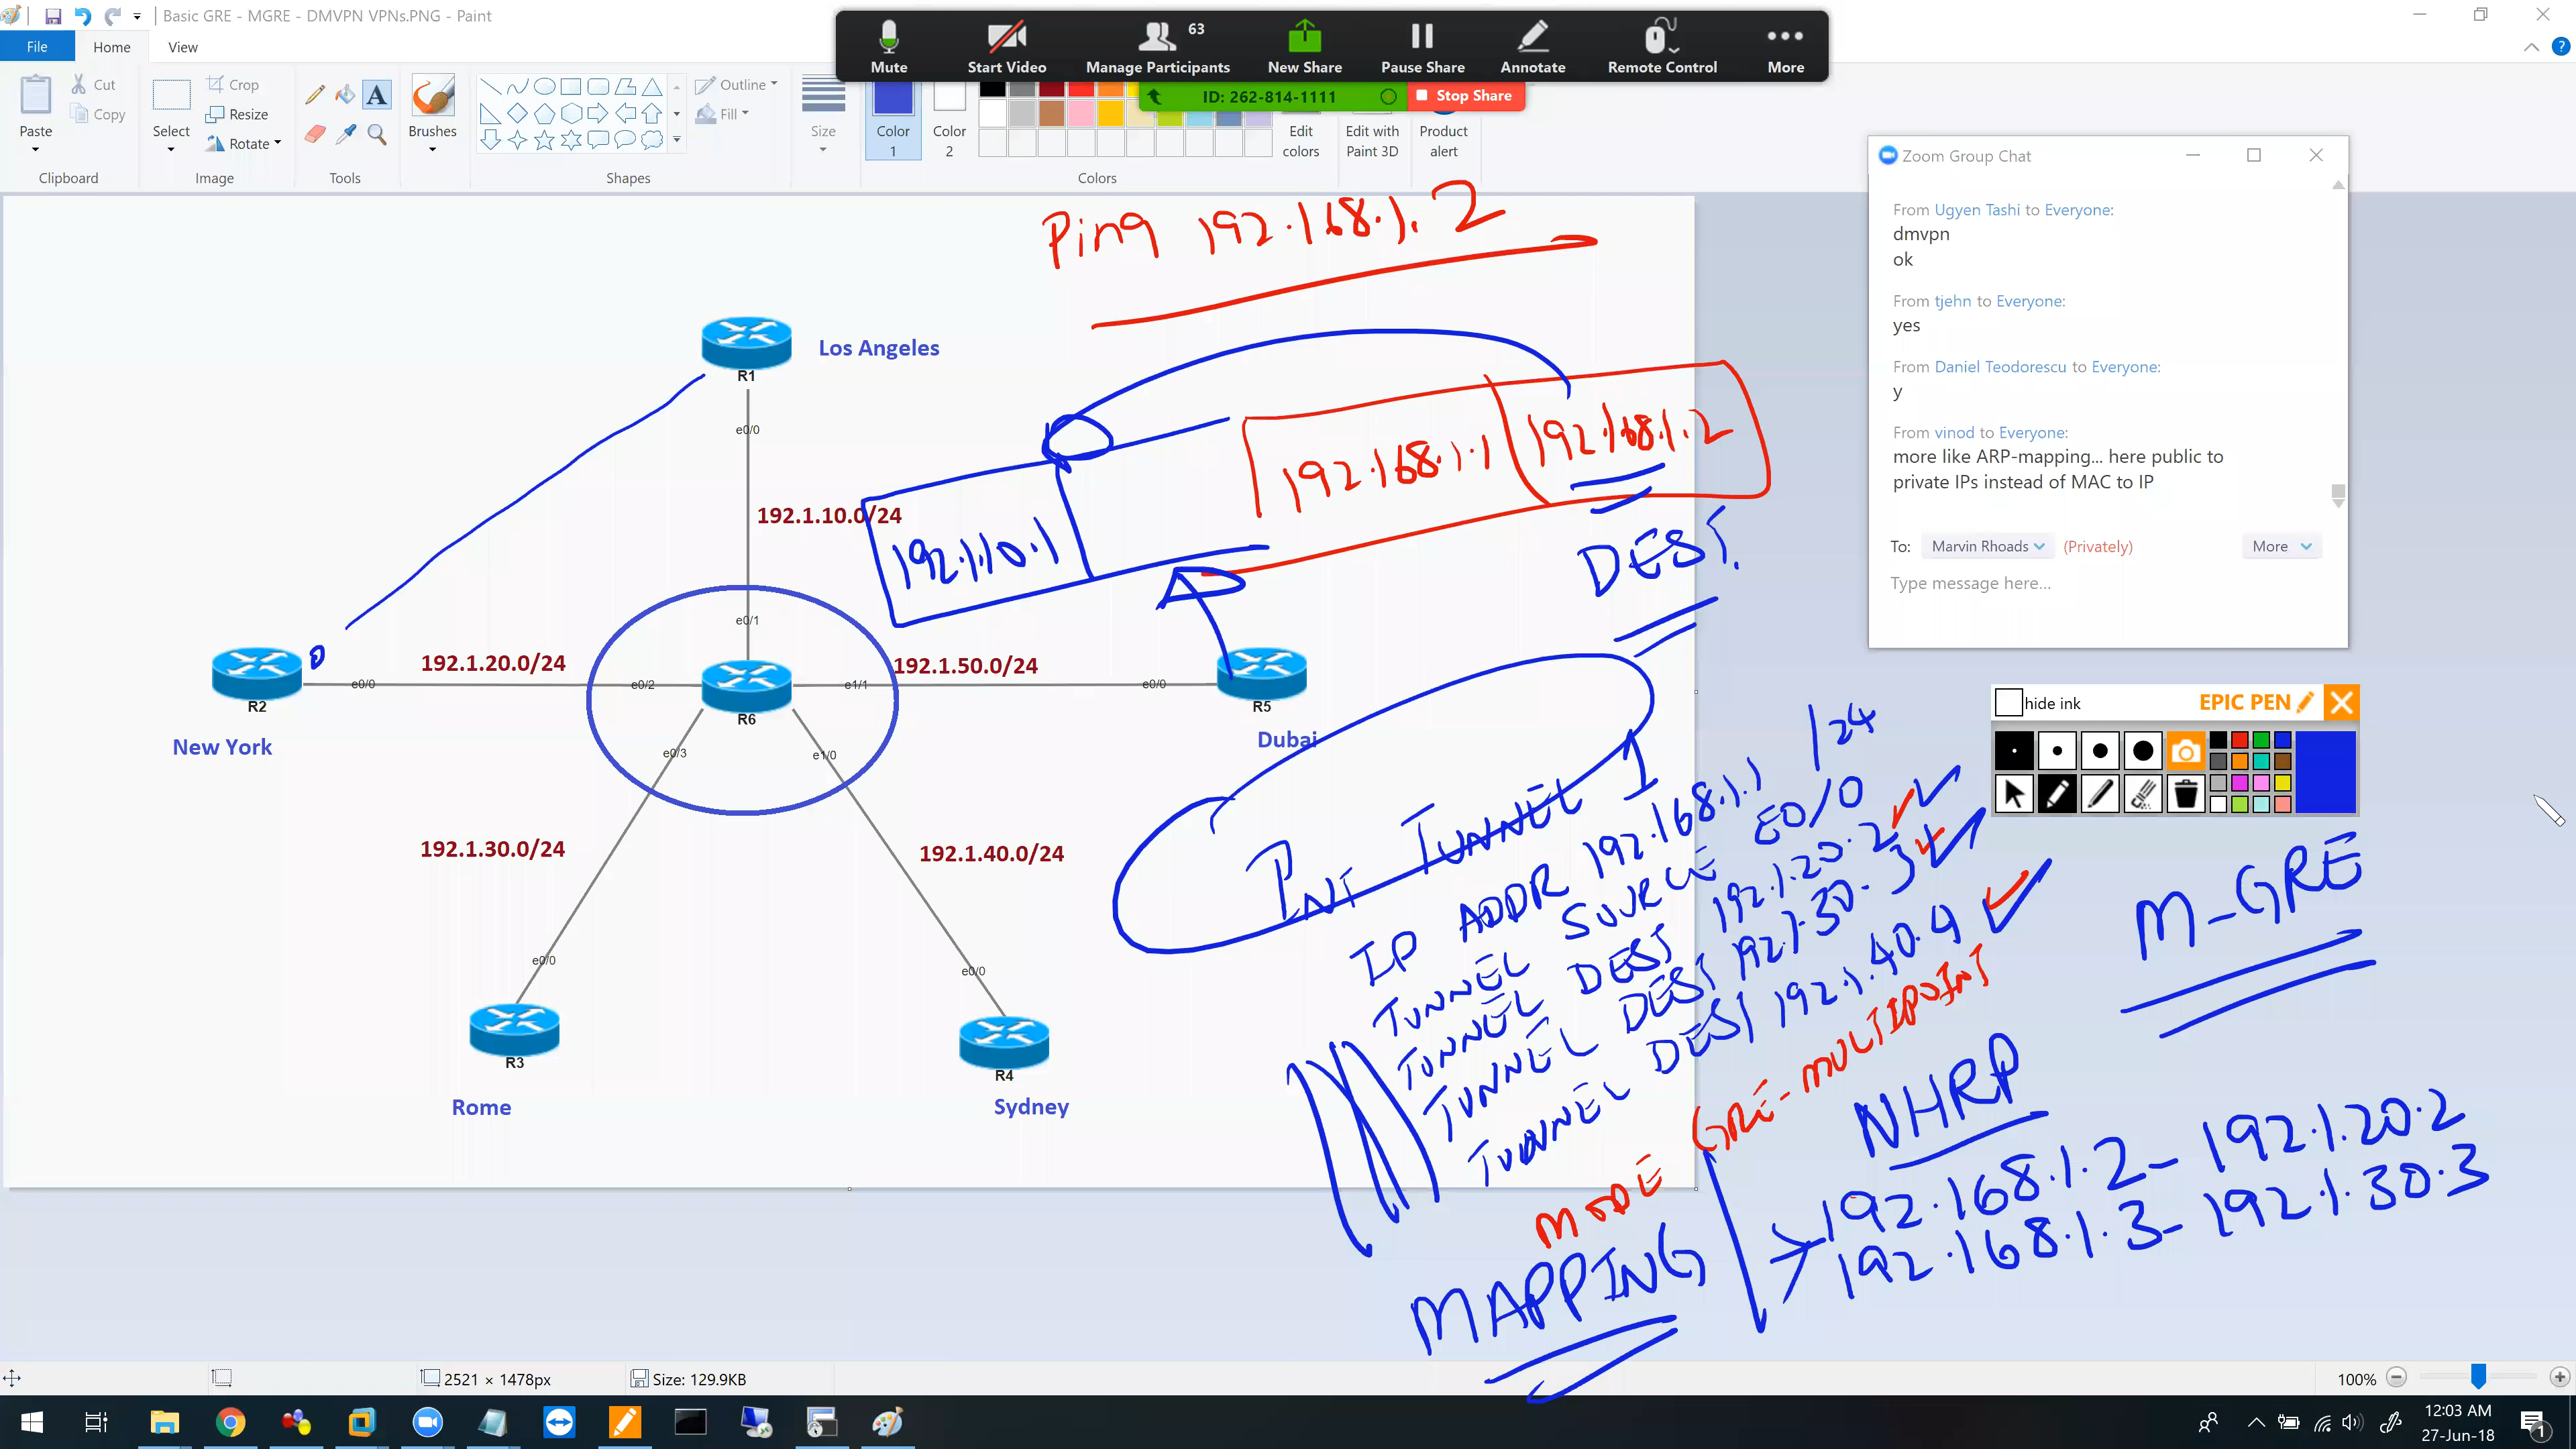 Basic GRE - MGRE - DMVPN VPNs.PNG - Paint
File
Home
View
Paste
Cut
Copy
Clipboard
Select
Crop
Resize
Rotate
Image
A
Tools
Brushes
Shapes
Outline
Fill
Size
Color
1
Color
2
Edit
colors
Colors
Edit with
Paint 3D
Product
alert
Mute
Start Video
63
Manage Participants
New Share
Pause Share
Annotate
Remote Control
More
ID: 262-814-1111
Stop Share
Zoom Group Chat
From Ugyen Tashi to Everyone:
dmvpn
ok
From tjehn to Everyone:
yes
From Daniel Teodorescu to Everyone:
y
From vinod to Everyone:
more like ARP-mapping... here public to
private IPs instead of MAC to IP
To: Marvin Rhoads (Privately)
More
Type message here...
Ping 192.168.1.2
R1
Los Angeles
e0/0
192.1.10.0/24
192.1.10.1
192.168.1.1
192.168.1.2
DEST.
e0/1
R2
New York
e0/0
192.1.20.0/24
e0/2
R6
e1/1
192.1.50.0/24
e0/0
R5
Dubai
e0/3
e1/0
192.1.30.0/24
192.1.40.0/24
e0/0
e0/0
R3
Rome
R4
Sydney
hide ink
EPIC PEN
INT TUNNEL 1
IP ADDR 192.168.1.1 /24
TUNNEL SOURCE E0/0
TUNNEL DEST 192.1.20.2
TUNNEL DEST 192.1.30.3
TUNNEL DEST 192.1.40.4
MODE GRE-MULTIPOINT
M-GRE
NHRP
MAPPING
192.168.1.2 - 192.1.20.2
192.168.1.3 - 192.1.30.3
2521 × 1478px
Size: 129.9KB
100%
12:03 AM
27-Jun-18
1